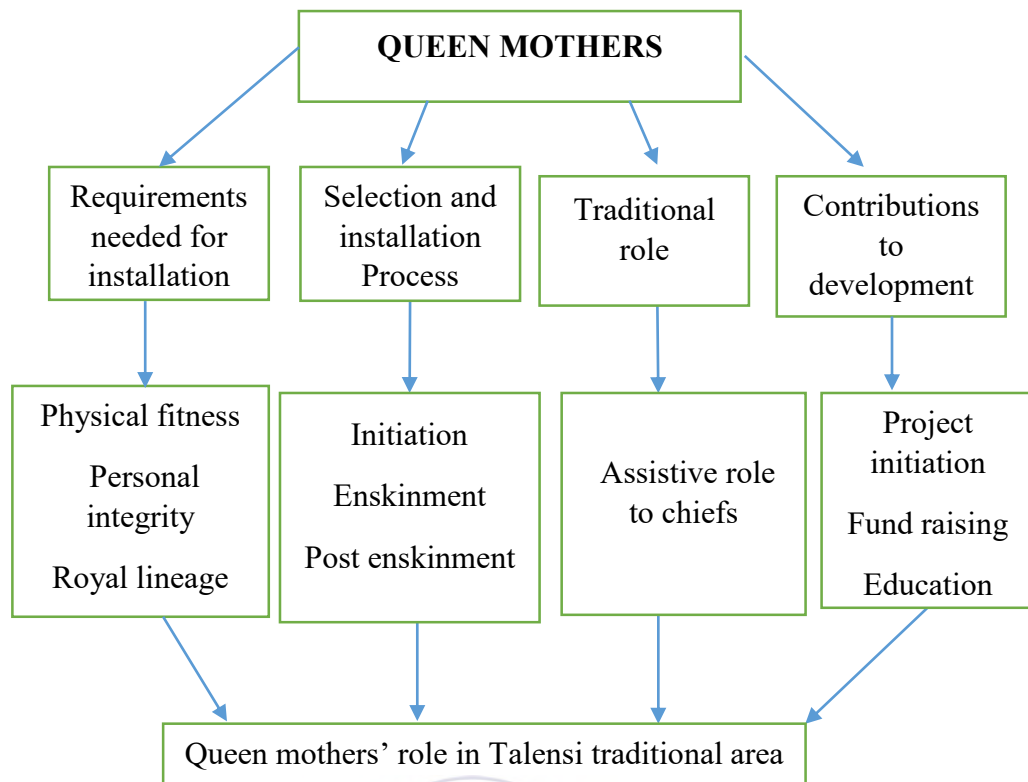 QUEEN MOTHERS
Requirements
needed for
installation
Selection and
installation
Process
Traditional
role
Contributions
to
development
Physical fitness
Personal
integrity
Royal lineage
Initiation
Enskinment
Post enskinment
Assistive role
to chiefs
Project
initiation
Fund raising
Education
Queen mothers’ role in Talensi traditional area